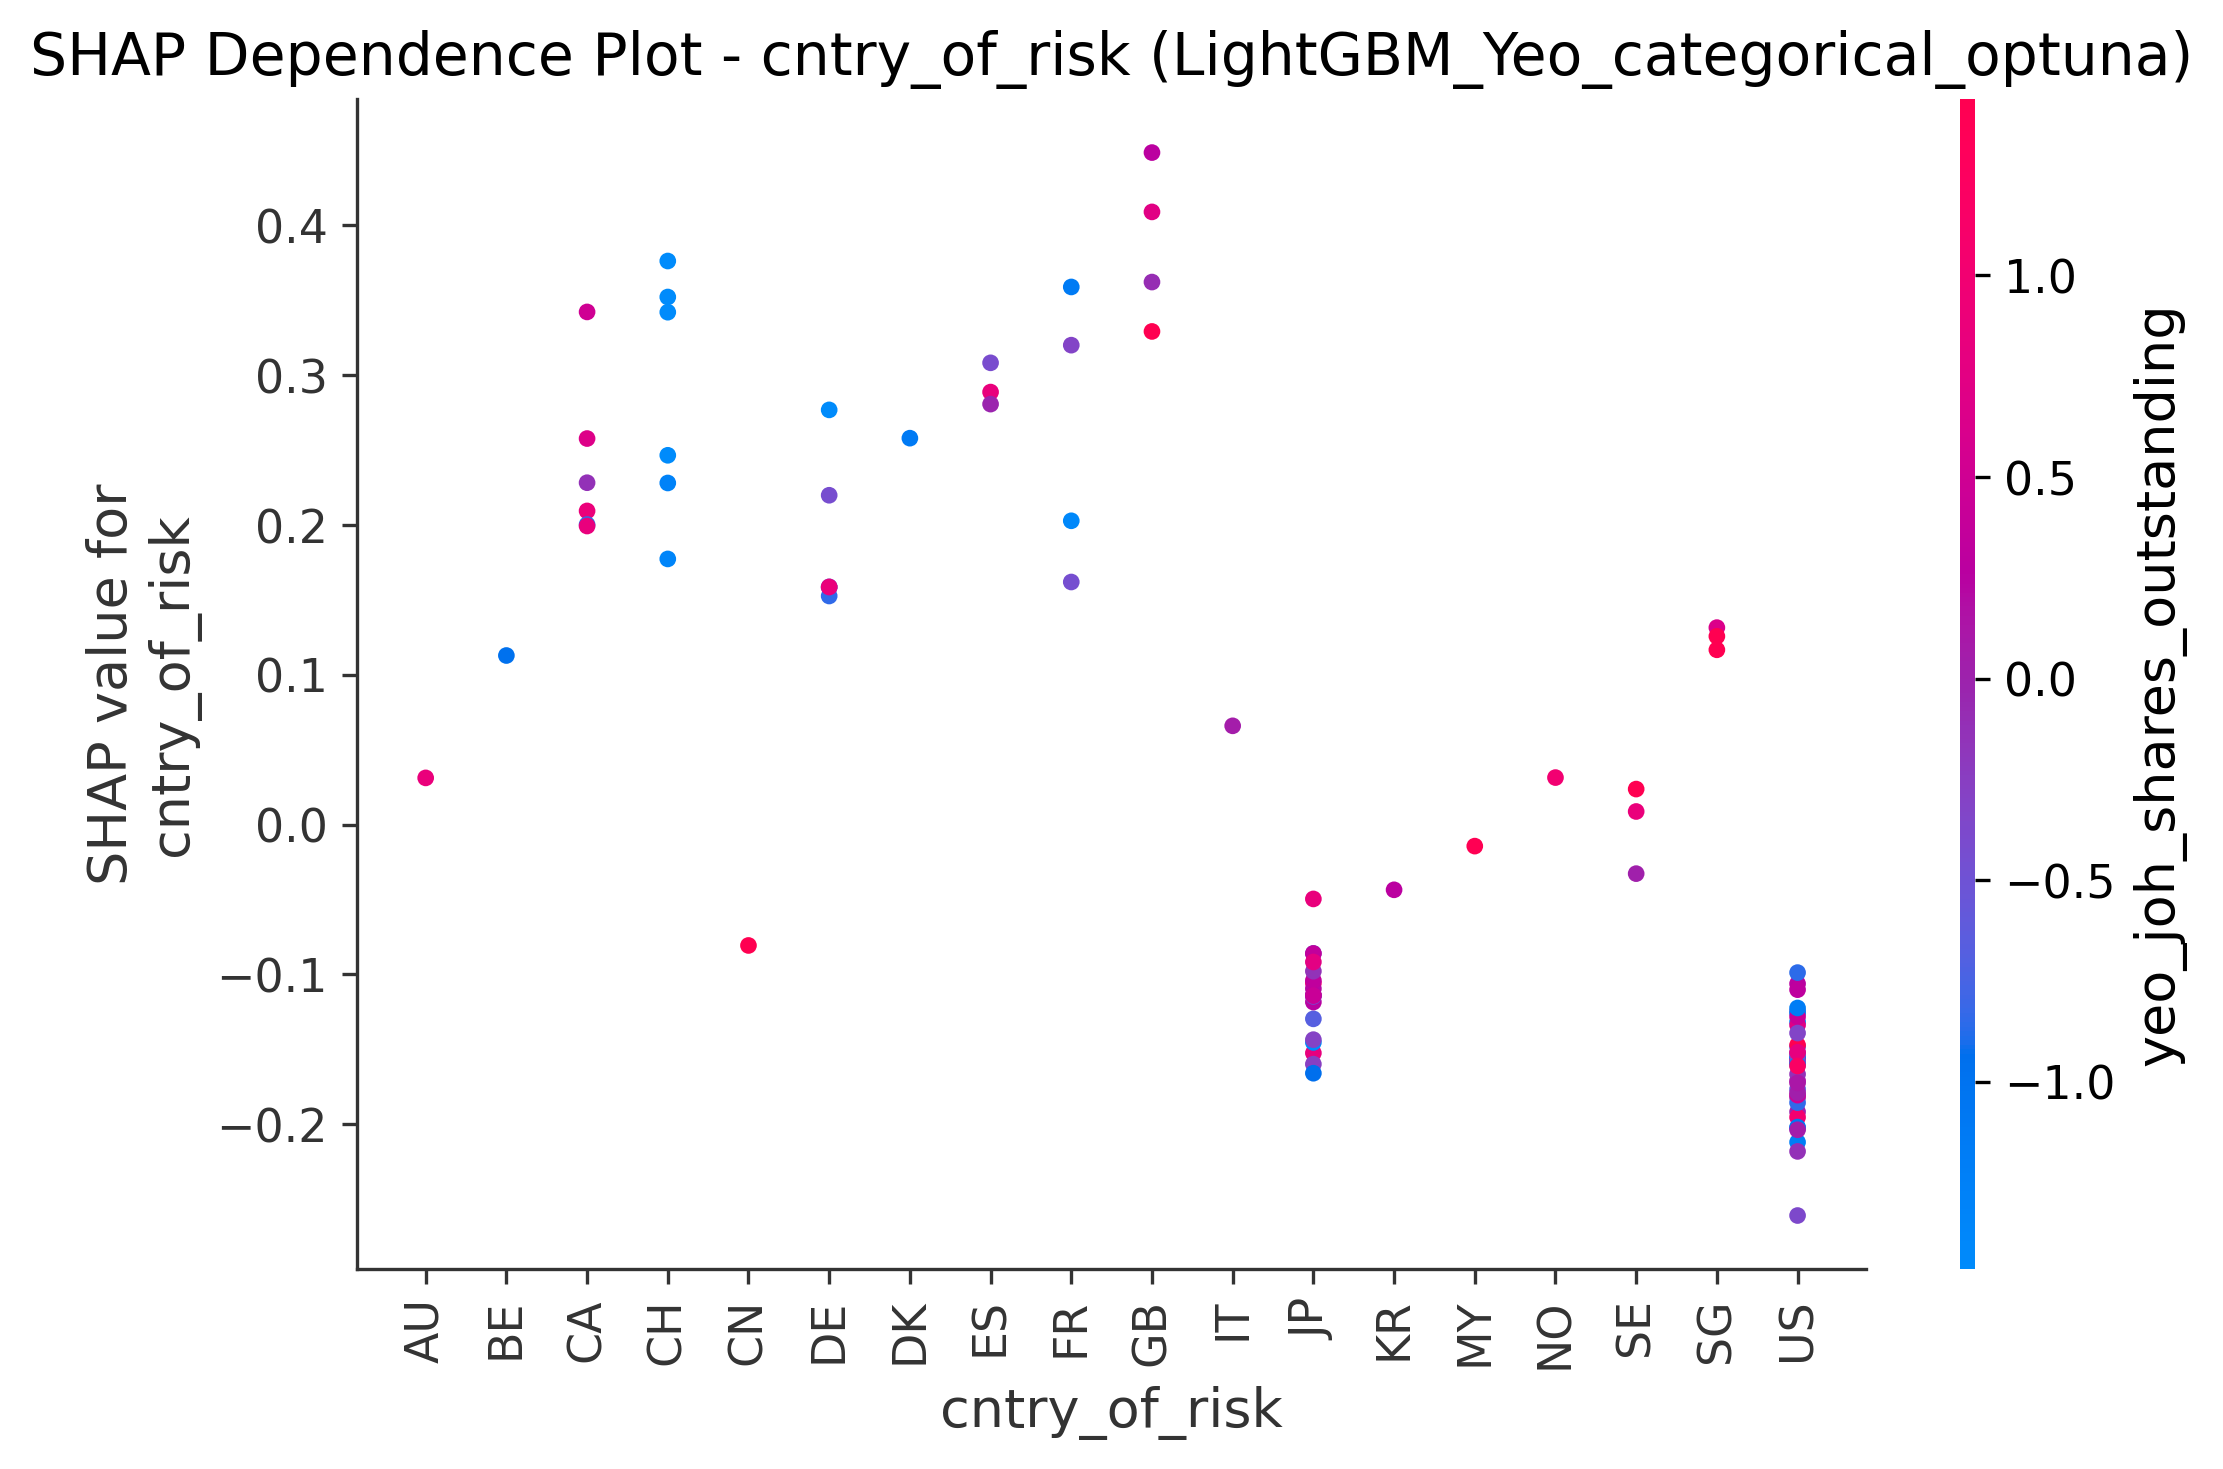 SHAP Dependence Plot - cntry_of_risk (LightGBM_Yeo_categorical_optuna)
SHAP value for
cntry_of_risk
0.4
0.3
0.2
0.1
0.0
−0.1
−0.2
AU
BE
CA
CH
CN
DE
DK
ES
FR
GB
IT
JP
KR
MY
NO
SE
SG
US
cntry_of_risk
1.0
0.5
0.0
−0.5
−1.0
yeo_joh_shares_outstanding